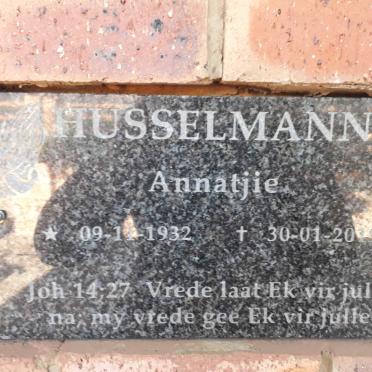 HUSSELMANN
Annatjie
★ 1932 † 30-01-20
Joh 14,27 Vrede laat Ek vir jul
na; my vrede gee Ek vir julle